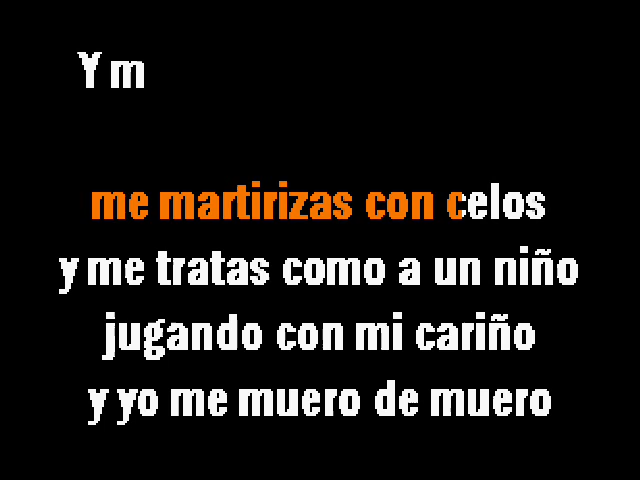 Y m
me martirizas con celos
y me tratas como a un niño
jugando con mi cariño
y yo me muero de muero